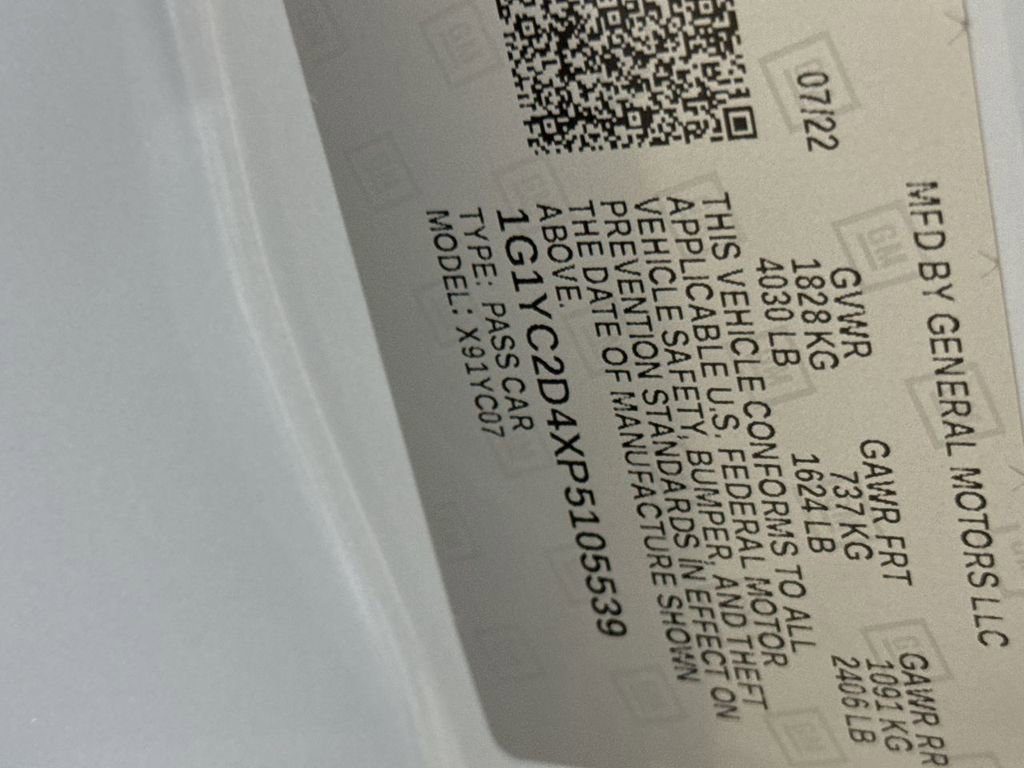 MFD BY GENERAL MOTORS LLC
07/22 GVWR GAWR FRT GAWR RR
1828 KG 737 KG 1091 KG
4030 LB 1624 LB 2406 LB
THIS VEHICLE CONFORMS TO ALL
APPLICABLE U.S. FEDERAL MOTOR
VEHICLE SAFETY, BUMPER, AND THEFT
PREVENTION STANDARDS IN EFFECT ON
THE DATE OF MANUFACTURE SHOWN
ABOVE.
1G1YC2D4XP5105539
TYPE: PASS CAR
MODEL: X91YC07